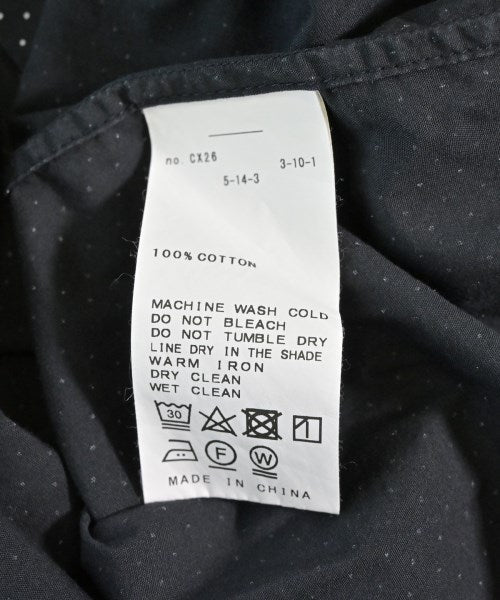 no. CX26 3-10-1
5-14-3
100% COTTON
MACHINE WASH COLD
DO NOT BLEACH
DO NOT TUMBLE DRY
LINE DRY IN THE SHADE
WARM IRON
DRY CLEAN
WET CLEAN
30
F W
MADE IN CHINA